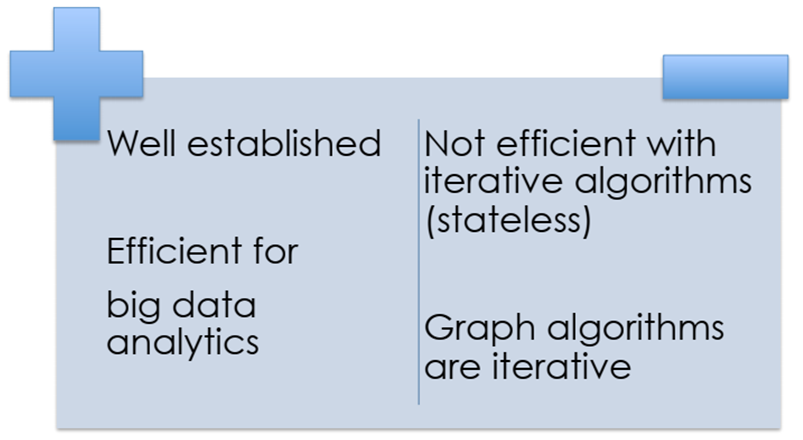 Well established
Efficient for
big data
analytics
Not efficient with
iterative algorithms
(stateless)
Graph algorithms
are iterative